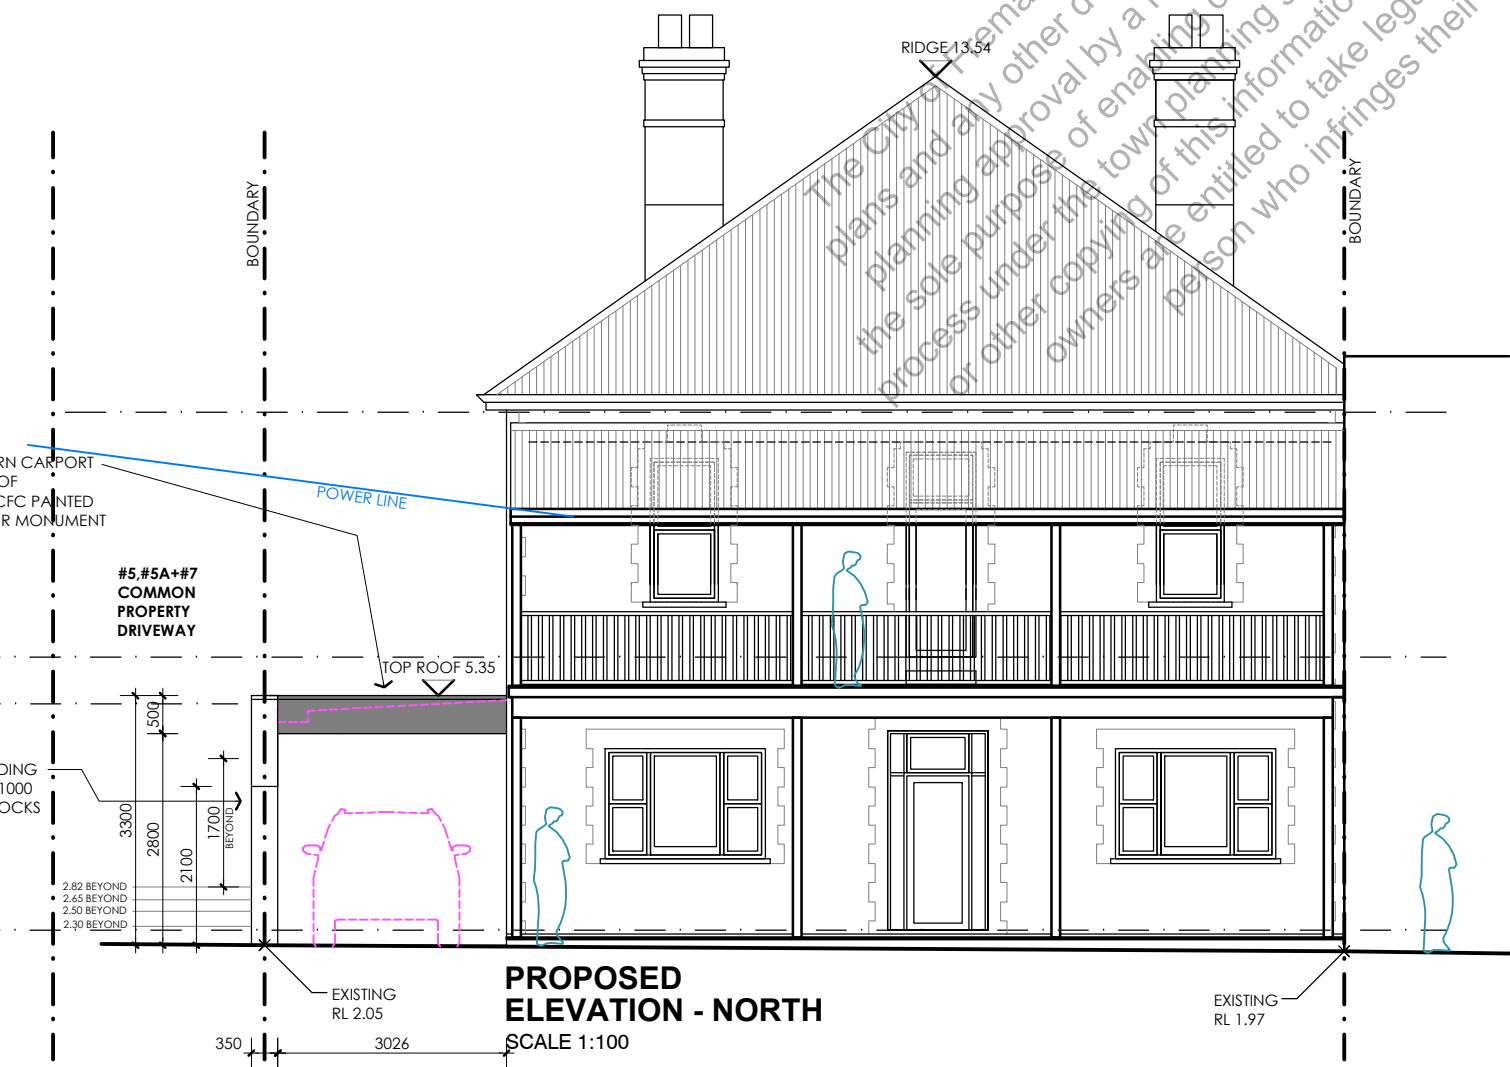 RIDGE 13.54
The City of Frema
plans and any other d
planning approval by a
the sole purpose of enabling
process under the town planning s
or other copying of this informatio
owners are entitled to take lega
person who infringes their
BOUNDARY
BOUNDARY
RN CARPORT
OF
CFC PAINTED
R MONUMENT
POWER LINE
#5,#5A+#7
COMMON
PROPERTY
DRIVEWAY
TOP ROOF 5.35
DING
1000
OCKS
3300
2800
500
2100
1700
BEYOND
2.82 BEYOND
2.65 BEYOND
2.50 BEYOND
2.30 BEYOND
EXISTING
RL 2.05
PROPOSED
ELEVATION - NORTH
SCALE 1:100
EXISTING
RL 1.97
350
3026